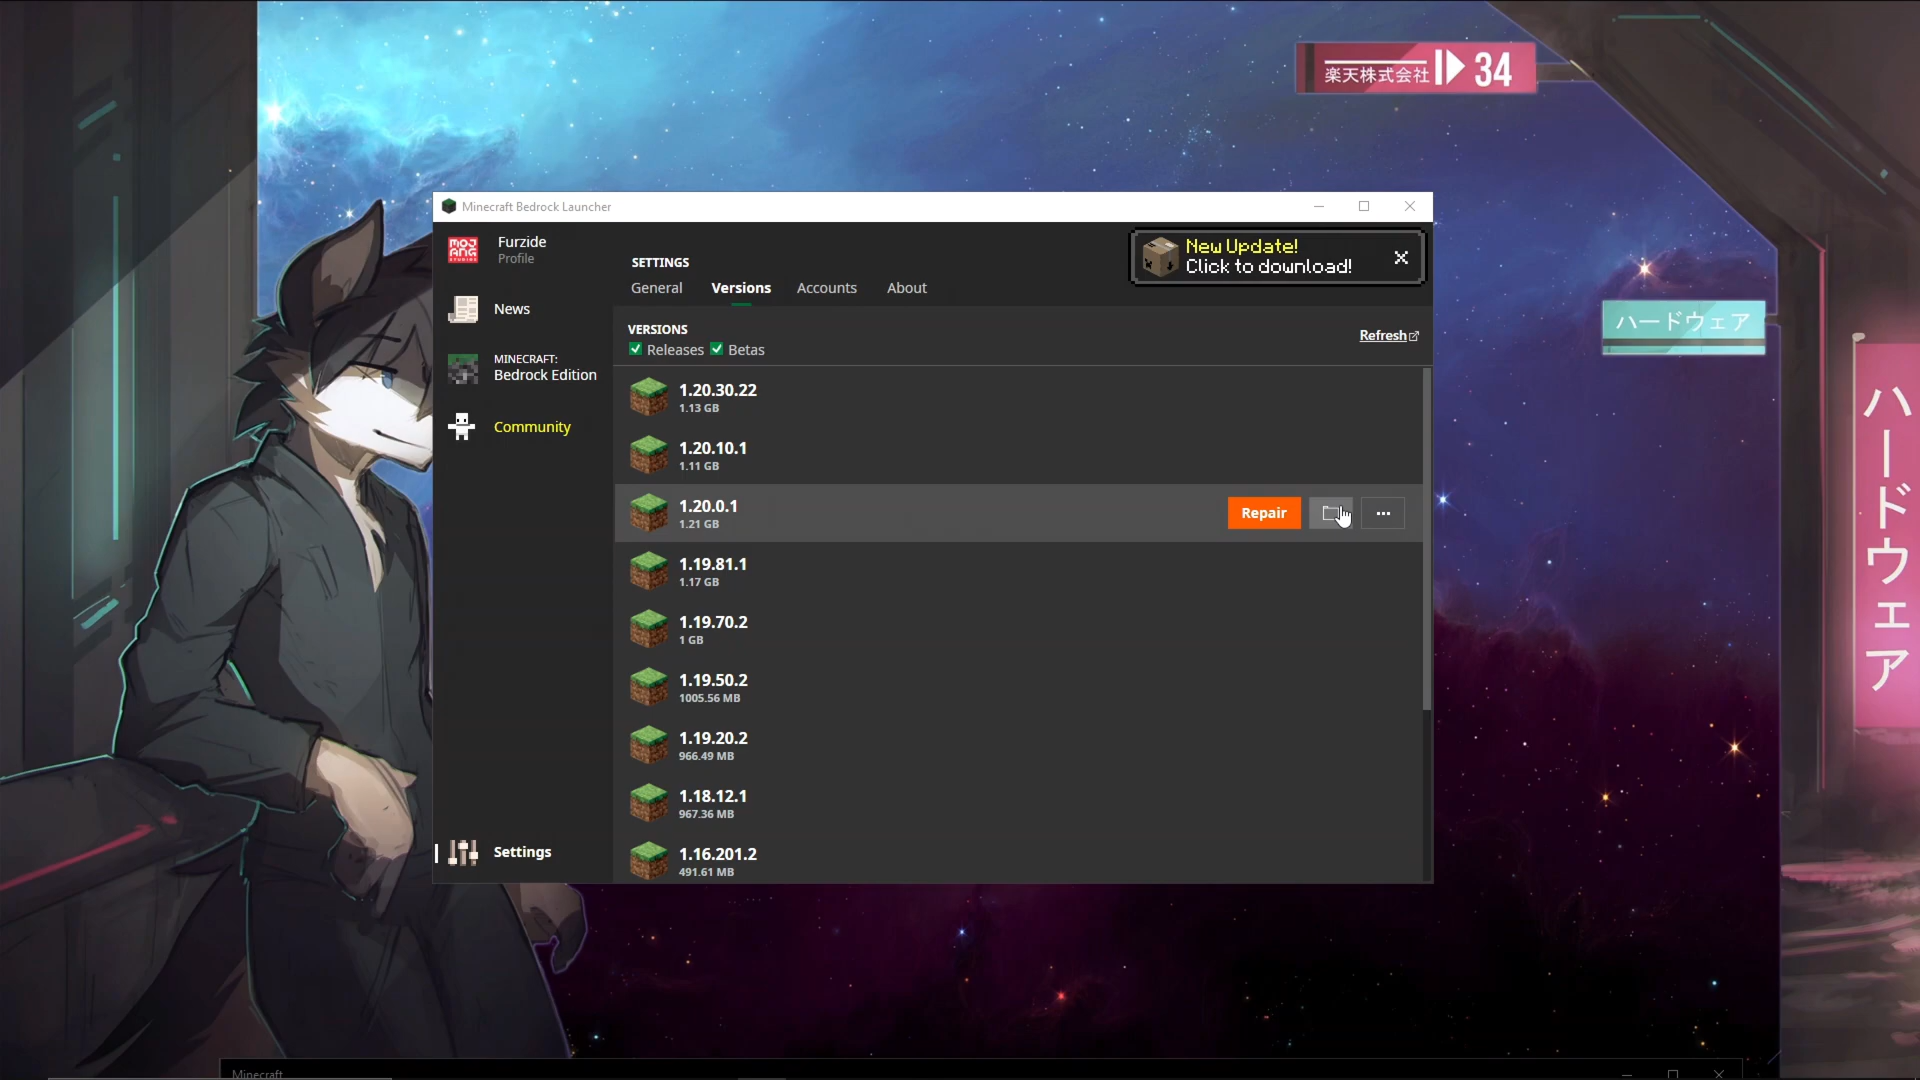 楽天株式会社 34
Minecraft Bedrock Launcher
MOJ
ANG
STUDIOS
Furzide
Profile
News
MINECRAFT:
Bedrock Edition
Community
Settings
SETTINGS
General Versions Accounts About
New Update!
Click to download!
VERSIONS
Releases Betas
Refresh
1.20.30.22
1.13 GB
1.20.10.1
1.11 GB
1.20.0.1
1.21 GB
Repair
1.19.81.1
1.17 GB
1.19.70.2
1 GB
1.19.50.2
1005.56 MB
1.19.20.2
966.49 MB
1.18.12.1
967.36 MB
1.16.201.2
491.61 MB
ハードウェア
ハードウェア
Minecraft